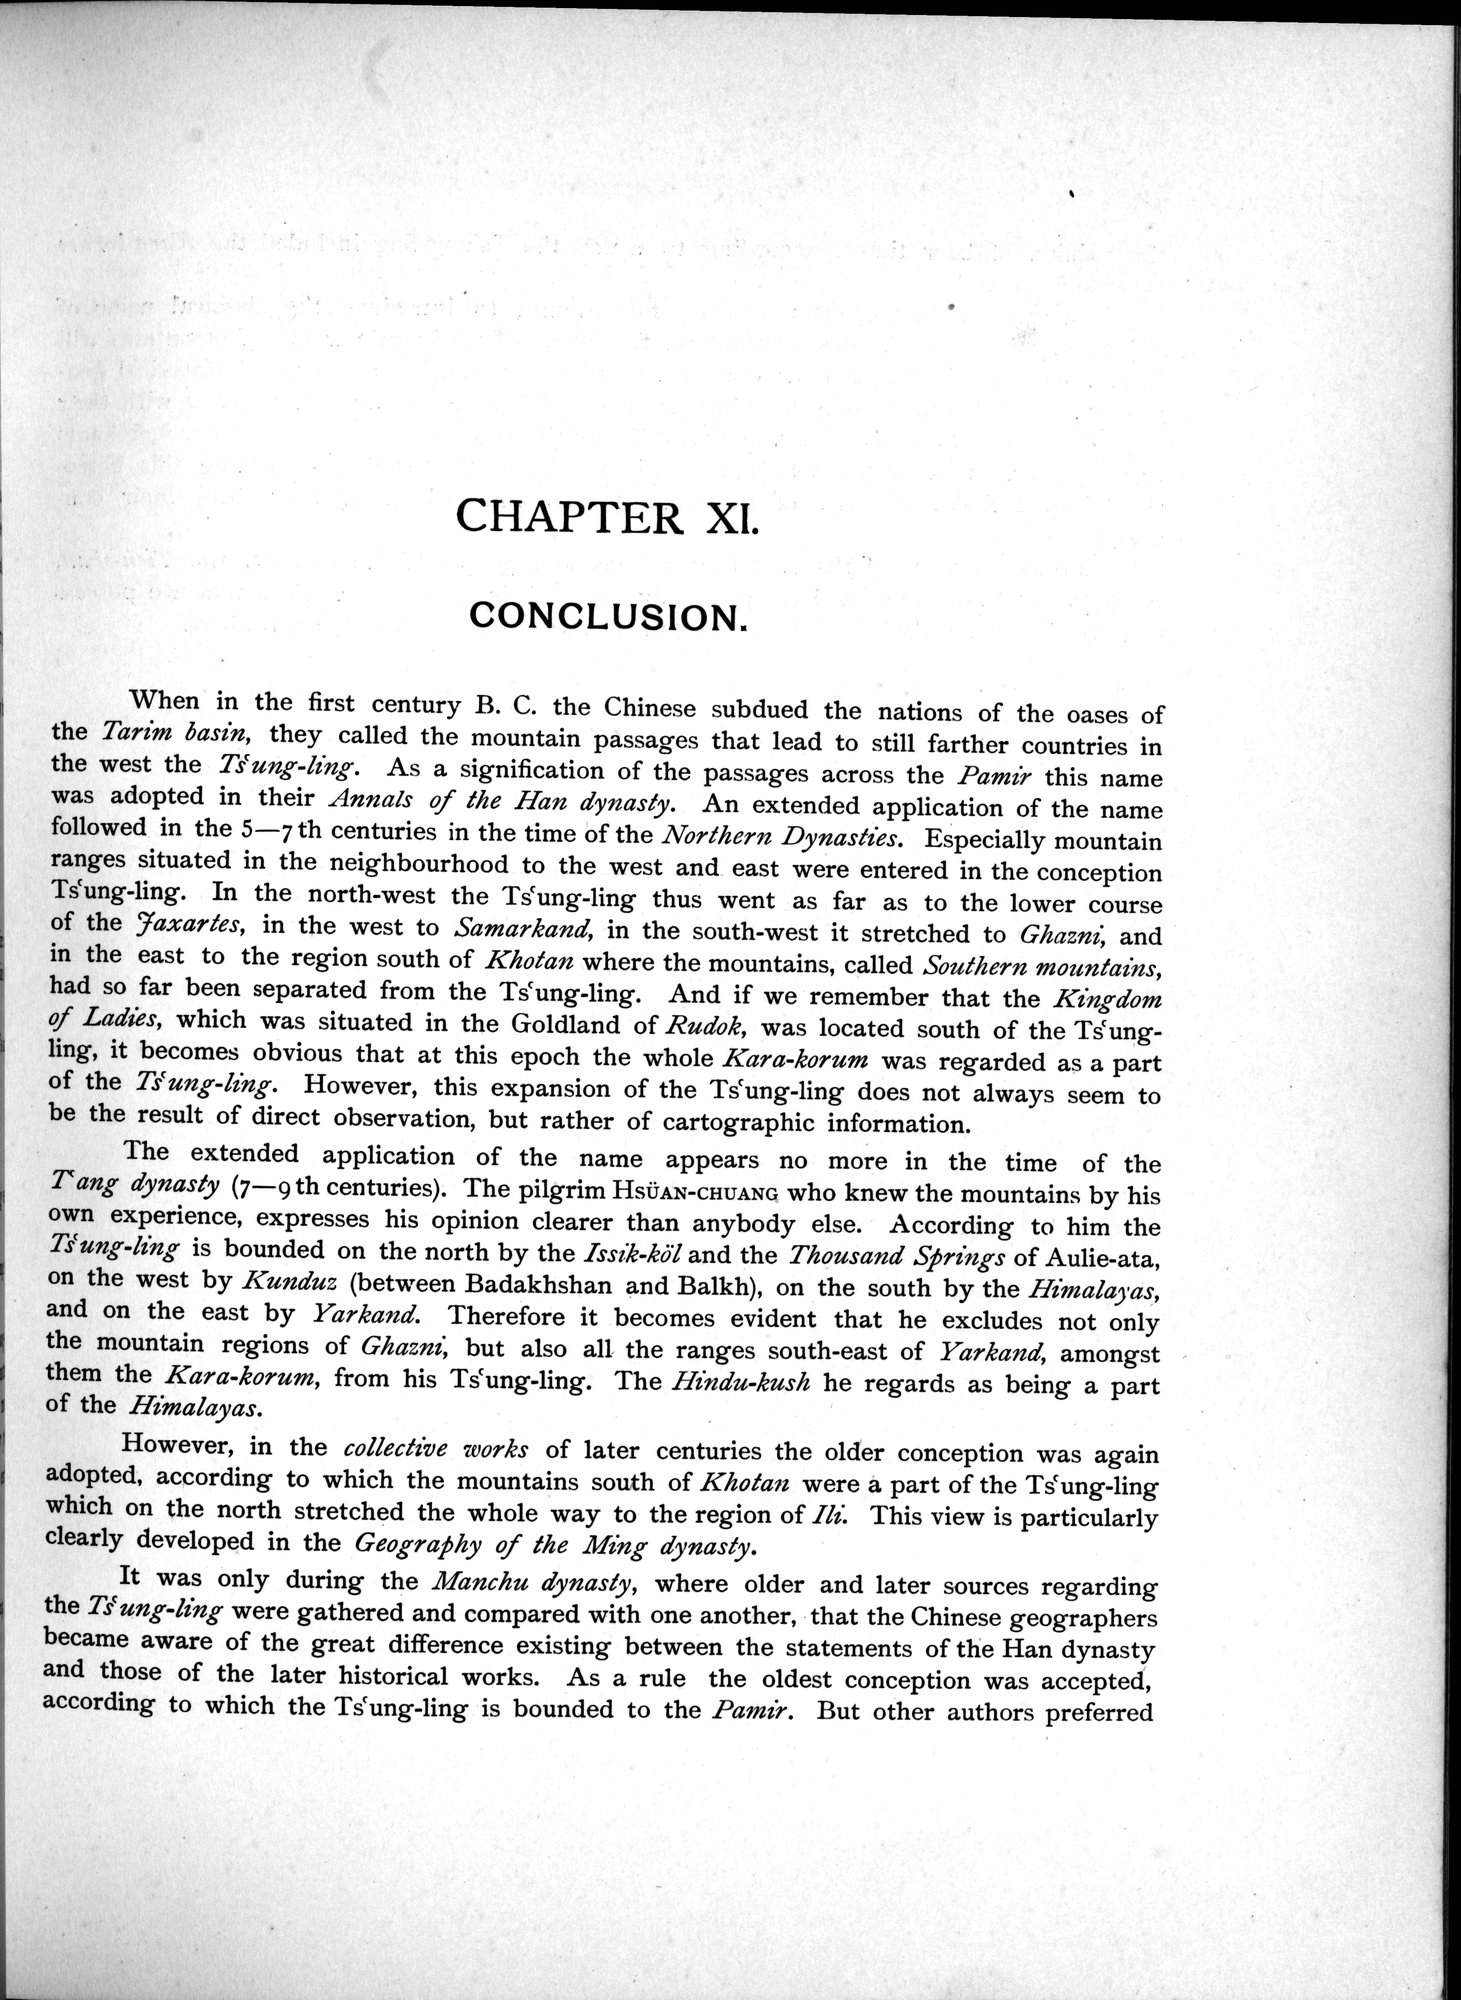 CHAPTER XI.
CONCLUSION.
When in the first century B. C. the Chinese subdued the nations of the oases of
the Tarim basin, they called the mountain passages that lead to still farther countries in
the west the Tsʿung-ling. As a signification of the passages across the Pamir this name
was adopted in their Annals of the Han dynasty. An extended application of the name
followed in the 5—7th centuries in the time of the Northern Dynasties. Especially mountain
ranges situated in the neighbourhood to the west and east were entered in the conception
Tsʿung-ling. In the north-west the Tsʿung-ling thus went as far as to the lower course
of the Jaxartes, in the west to Samarkand, in the south-west it stretched to Ghazni, and
in the east to the region south of Khotan where the mountains, called Southern mountains,
had so far been separated from the Tsʿung-ling. And if we remember that the Kingdom
of Ladies, which was situated in the Goldland of Rudok, was located south of the Tsʿung-
ling, it becomes obvious that at this epoch the whole Kara-korum was regarded as a part
of the Tsʿung-ling. However, this expansion of the Tsʿung-ling does not always seem to
be the result of direct observation, but rather of cartographic information.
The extended application of the name appears no more in the time of the
Tʿang dynasty (7—9th centuries). The pilgrim HSÜAN-CHUANG who knew the mountains by his
own experience, expresses his opinion clearer than anybody else. According to him the
Tsʿung-ling is bounded on the north by the Issik-köl and the Thousand Springs of Aulie-ata,
on the west by Kunduz (between Badakhshan and Balkh), on the south by the Himalayas,
and on the east by Yarkand. Therefore it becomes evident that he excludes not only
the mountain regions of Ghazni, but also all the ranges south-east of Yarkand, amongst
them the Kara-korum, from his Tsʿung-ling. The Hindu-kush he regards as being a part
of the Himalayas.
However, in the collective works of later centuries the older conception was again
adopted, according to which the mountains south of Khotan were a part of the Tsʿung-ling
which on the north stretched the whole way to the region of Ili. This view is particularly
clearly developed in the Geography of the Ming dynasty.
It was only during the Manchu dynasty, where older and later sources regarding
the Tsʿung-ling were gathered and compared with one another, that the Chinese geographers
became aware of the great difference existing between the statements of the Han dynasty
and those of the later historical works. As a rule the oldest conception was accepted,
according to which the Tsʿung-ling is bounded to the Pamir. But other authors preferred